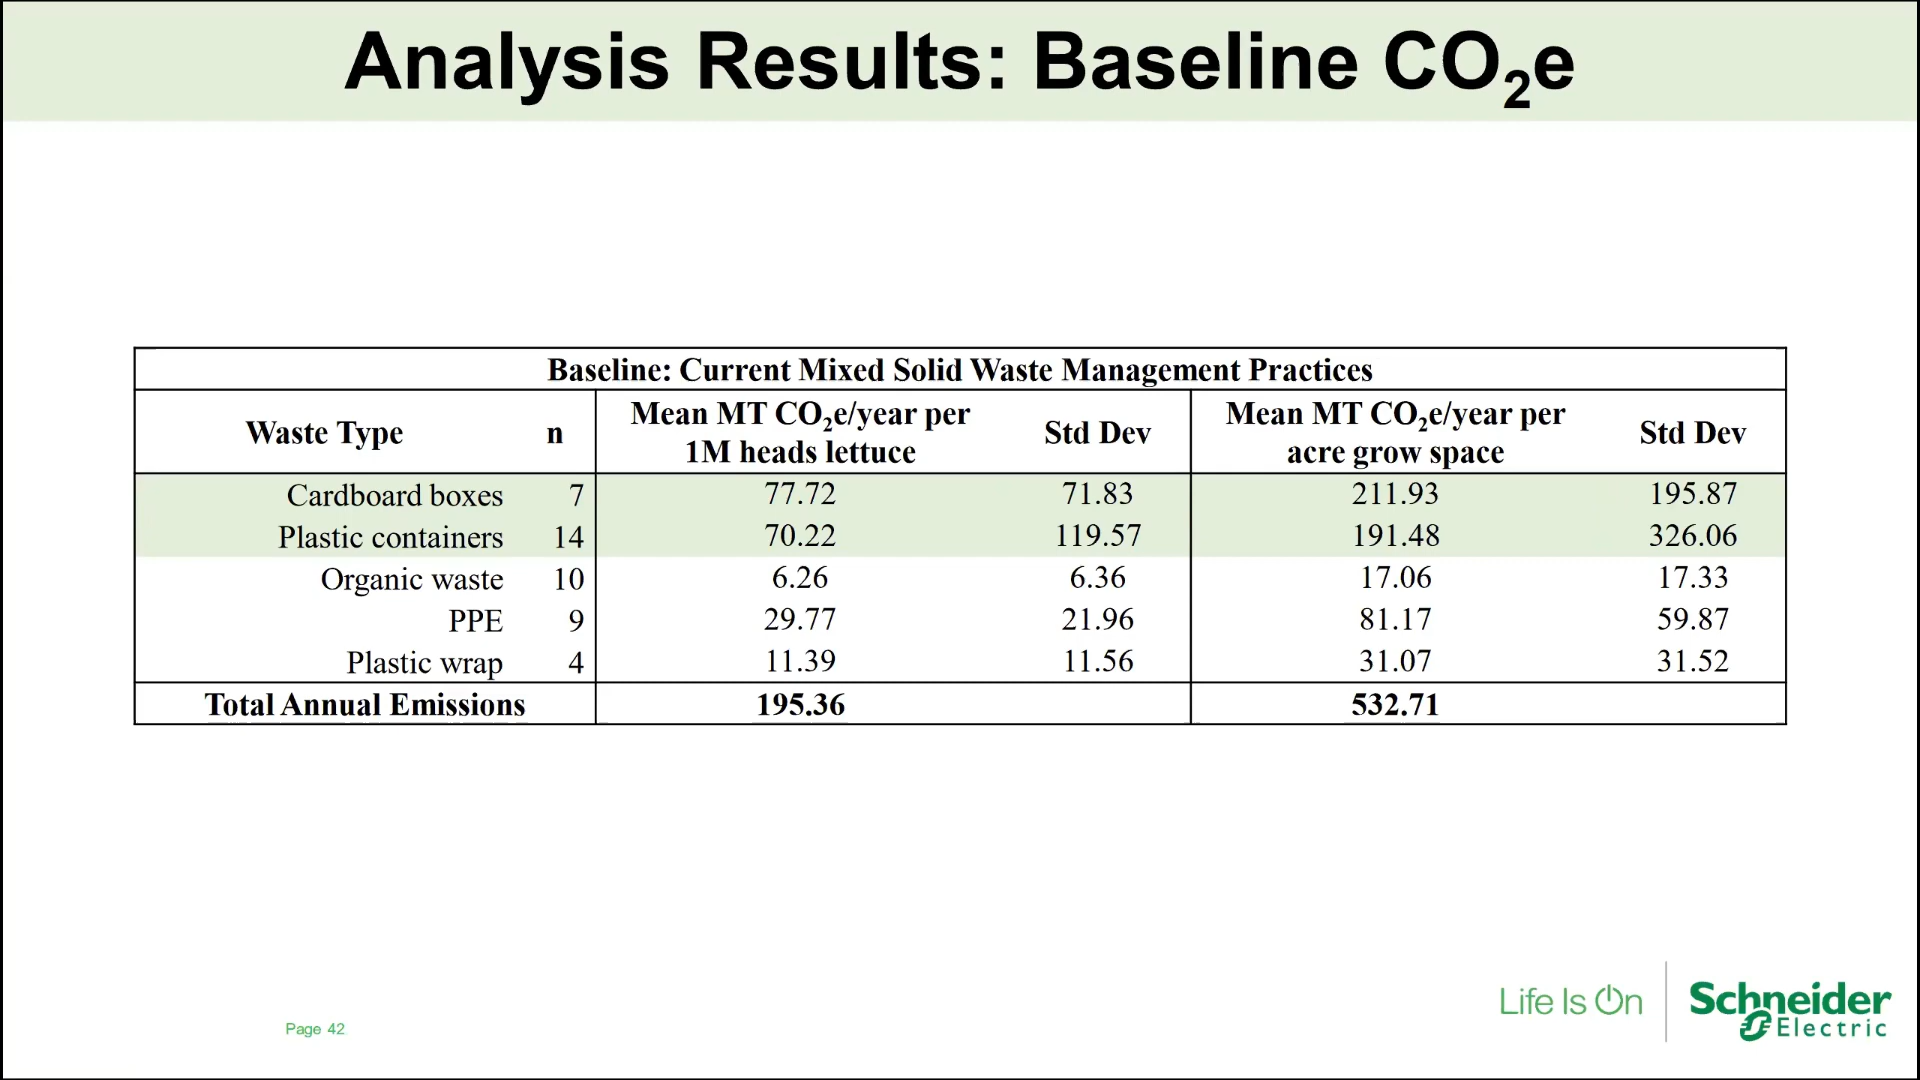 Analysis Results: Baseline CO₂e
Baseline: Current Mixed Solid Waste Management Practices
Waste Type n Mean MT CO₂e/year per 1M heads lettuce Std Dev Mean MT CO₂e/year per acre grow space Std Dev
Cardboard boxes 7 77.72 71.83 211.93 195.87
Plastic containers 14 70.22 119.57 191.48 326.06
Organic waste 10 6.26 6.36 17.06 17.33
PPE 9 29.77 21.96 81.17 59.87
Plastic wrap 4 11.39 11.56 31.07 31.52
Total Annual Emissions 195.36 532.71
Life Is On
Schneider
Electric
Page 42